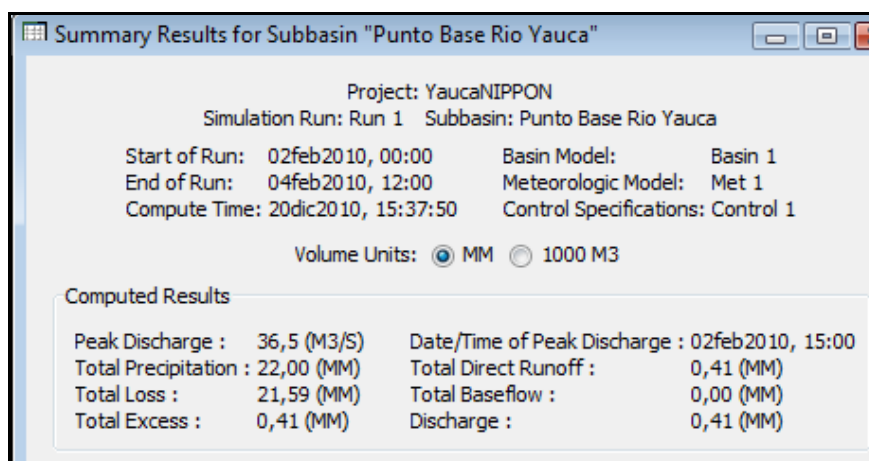 Summary Results for Subbasin "Punto Base Rio Yauca"
Project: YaucaNIPPON
Simulation Run: Run 1 Subbasin: Punto Base Rio Yauca
Start of Run: 02feb2010, 00:00 Basin Model: Basin 1
End of Run: 04feb2010, 12:00 Meteorologic Model: Met 1
Compute Time: 20dic2010, 15:37:50 Control Specifications: Control 1
Volume Units: MM 1000 M3
Computed Results
Peak Discharge : 36,5 (M3/S) Date/Time of Peak Discharge : 02feb2010, 15:00
Total Precipitation : 22,00 (MM) Total Direct Runoff : 0,41 (MM)
Total Loss : 21,59 (MM) Total Baseflow : 0,00 (MM)
Total Excess : 0,41 (MM) Discharge : 0,41 (MM)